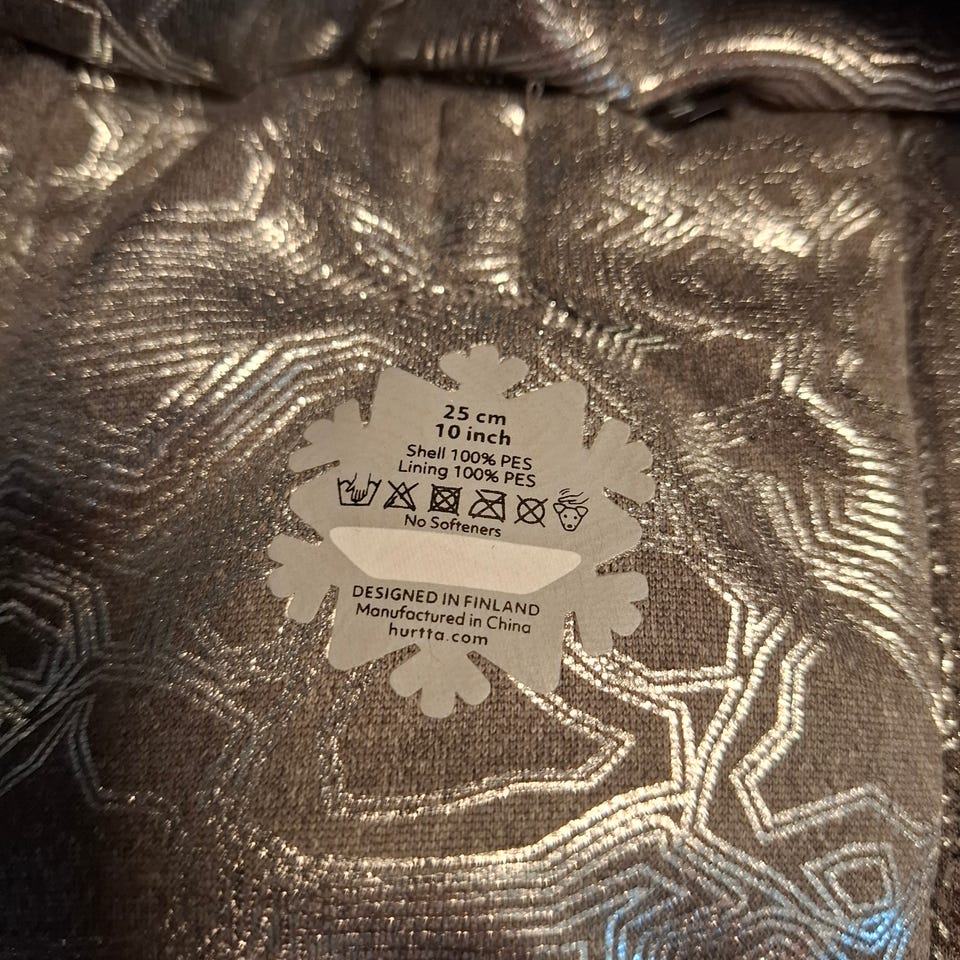 25 cm
10 inch
Shell 100% PES
Lining 100% PES
No Softeners
DESIGNED IN FINLAND
Manufactured in China
hurtta.com